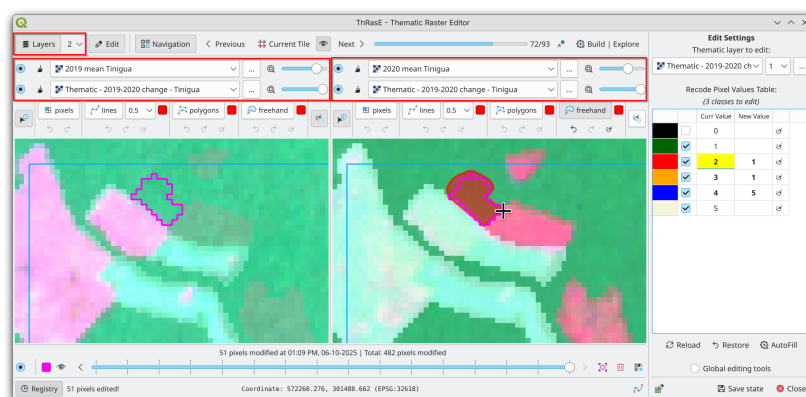 ThRasE - Thematic Raster Editor
Layers 2 Edit Navigation < Previous Current Tile Next > 72/93 Build | Explore
2019 mean Tinigua ... 2020 mean Tinigua ...
Thematic - 2019-2020 change - Tinigua ... Thematic - 2019-2020 change - Tinigua ...
pixels lines 0.5 polygons freehand pixels lines 0.5 polygons freehand
51 pixels modified at 01:09 PM, 06-10-2025 | Total: 482 pixels modified
Registry 51 pixels edited! Coordinate: 572260.276, 301488.662 (EPSG:32618)
Edit Settings
Thematic layer to edit:
Thematic - 2019-2020 ch 1 ...
Recode Pixel Values Table:
(3 classes to edit)
Curr Value New Value
0
1
2 1
3 1
4 5
5
Reload Restore AutoFill
Global editing tools
Save state Close